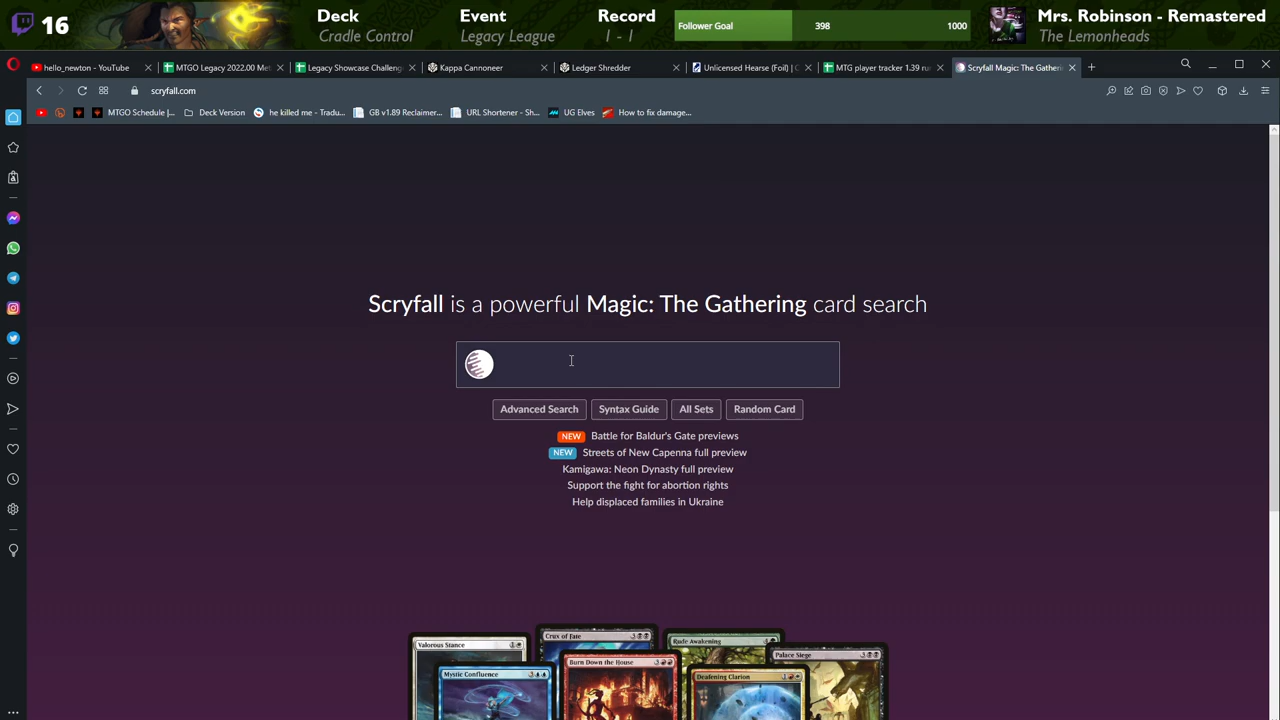 16
Deck
Cradle Control
Event
Legacy League
Record
1 - 1
Follower Goal 398 1000
Mrs. Robinson - Remastered
The Lemonheads
hello_newton - YouTube
MTGO Legacy 2022.00 Met
Legacy Showcase Challeng
Kappa Cannoneer
Ledger Shredder
Unlicensed Hearse (Foil) | C
MTG player tracker 1.39 run
Scryfall Magic: The Gatheri
scryfall.com
MTGO Schedule |...
Deck Version
he killed me - Tradu...
GB v1.89 Reclaimer...
URL Shortener - Sh...
UG Elves
How to fix damage...
Scryfall is a powerful Magic: The Gathering card search
Advanced Search
Syntax Guide
All Sets
Random Card
NEW Battle for Baldur's Gate previews
NEW Streets of New Capenna full preview
Kamigawa: Neon Dynasty full preview
Support the fight for abortion rights
Help displaced families in Ukraine
Crux of Fate
Rude Awakening
Valorous Stance
Palace Siege
Burn Down the House
Mystic Confluence
Deafening Clarion